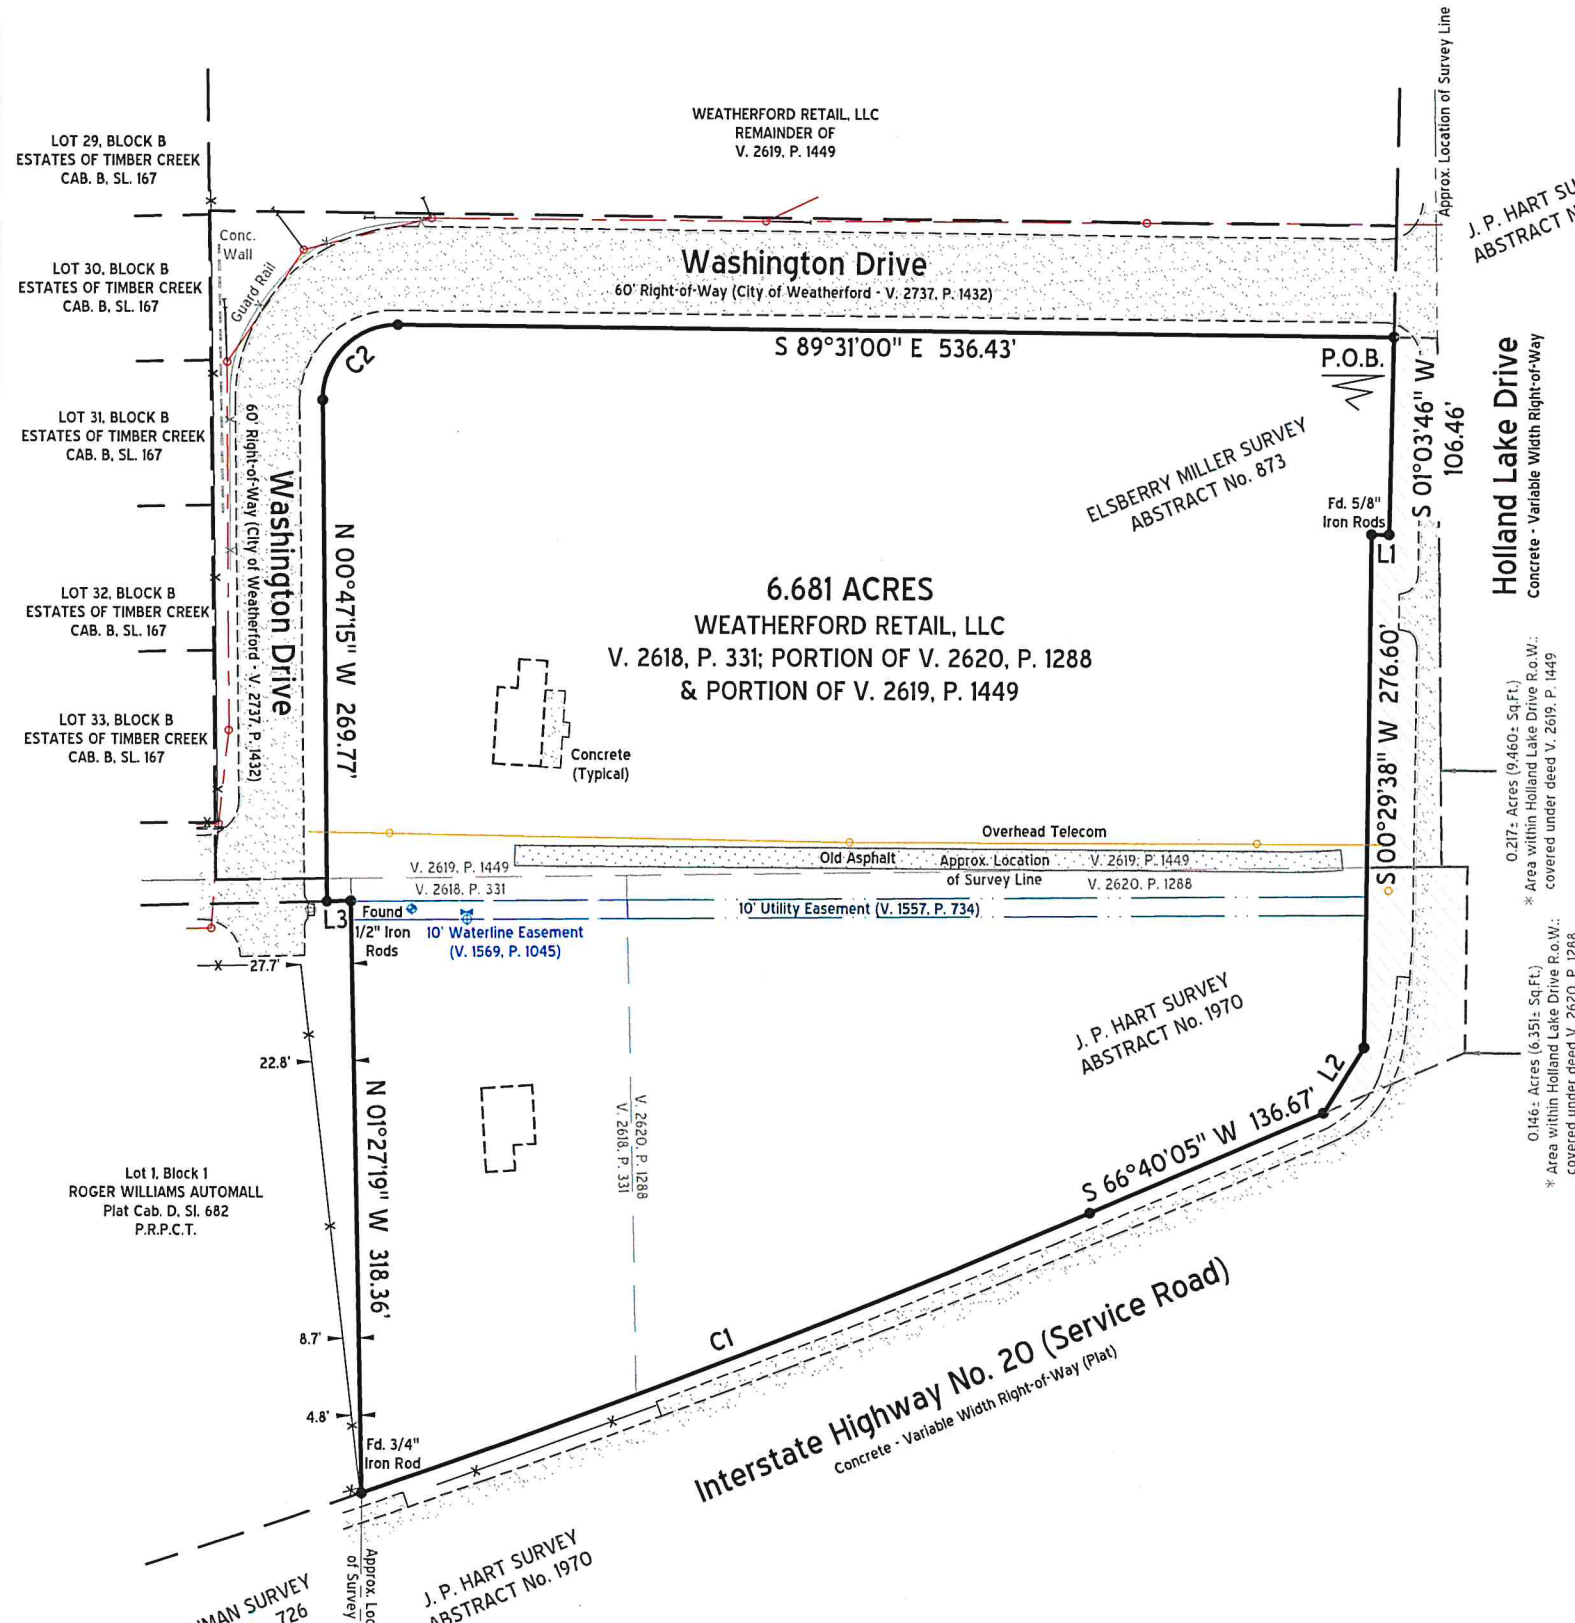 WEATHERFORD RETAIL, LLC
REMAINDER OF
V. 2619, P. 1449
Approx. Location of Survey Line
J. P. HART
ABSTRACT
LOT 29, BLOCK B
ESTATES OF TIMBER CREEK
CAB. B, SL. 167
Conc.
Wall
Guard Rail
LOT 30, BLOCK B
ESTATES OF TIMBER CREEK
CAB. B, SL. 167
Washington Drive
60' Right-of-Way (City of Weatherford - V. 2737, P. 1432)
C2
S 89°31'00" E 536.43'
P.O.B.
S 01°03'46" W
106.46'
Holland Lake Drive
Concrete - Variable Width Right-of-Way
LOT 31, BLOCK B
ESTATES OF TIMBER CREEK
CAB. B, SL. 167
60' Right-of-Way (City of Weatherford - V. 2737, P. 1432)
Washington Drive
N 00°47'15" W 269.77'
ELSBERRY MILLER SURVEY
ABSTRACT No. 873
Fd. 5/8"
Iron Rods
L1
LOT 32, BLOCK B
ESTATES OF TIMBER CREEK
CAB. B, SL. 167
6.681 ACRES
WEATHERFORD RETAIL, LLC
V. 2618, P. 331; PORTION OF V. 2620, P. 1288
& PORTION OF V. 2619, P. 1449
S 00°29'38" W 276.60'
0.217± Acres (9,460± Sq.Ft.)
* Area within Holland Lake Drive R.o.W.:
covered under deed V. 2619, P. 1449
LOT 33, BLOCK B
ESTATES OF TIMBER CREEK
CAB. B, SL. 167
Concrete
(Typical)
Overhead Telecom
Old Asphalt
Approx. Location
of Survey Line
V. 2619, P. 1449
V. 2618, P. 331
V. 2619, P. 1449
V. 2620, P. 1288
L3
Found
1/2" Iron
Rods
10' Utility Easement (V. 1557, P. 734)
10' Waterline Easement
(V. 1569, P. 1045)
27.7'
22.8'
N 01°27'19" W 318.36'
J. P. HART SURVEY
ABSTRACT No. 1970
0.146± Acres (6,351± Sq.Ft.)
* Area within Holland Lake Drive R.o.W.:
covered under deed V. 2620, P. 1288
L2
S 66°40'05" W 136.67'
V. 2620, P. 1288
V. 2618, P. 331
Lot 1, Block 1
ROGER WILLIAMS AUTOMALL
Plat Cab. D, Sl. 682
P.R.P.C.T.
8.7'
4.8'
C1
Interstate Highway No. 20 (Service Road)
Concrete - Variable Width Right-of-Way (Plat)
Fd. 3/4"
Iron Rod
Approx.
of Survey
SURVEY
726
J. P. HART SURVEY
ABSTRACT No. 1970